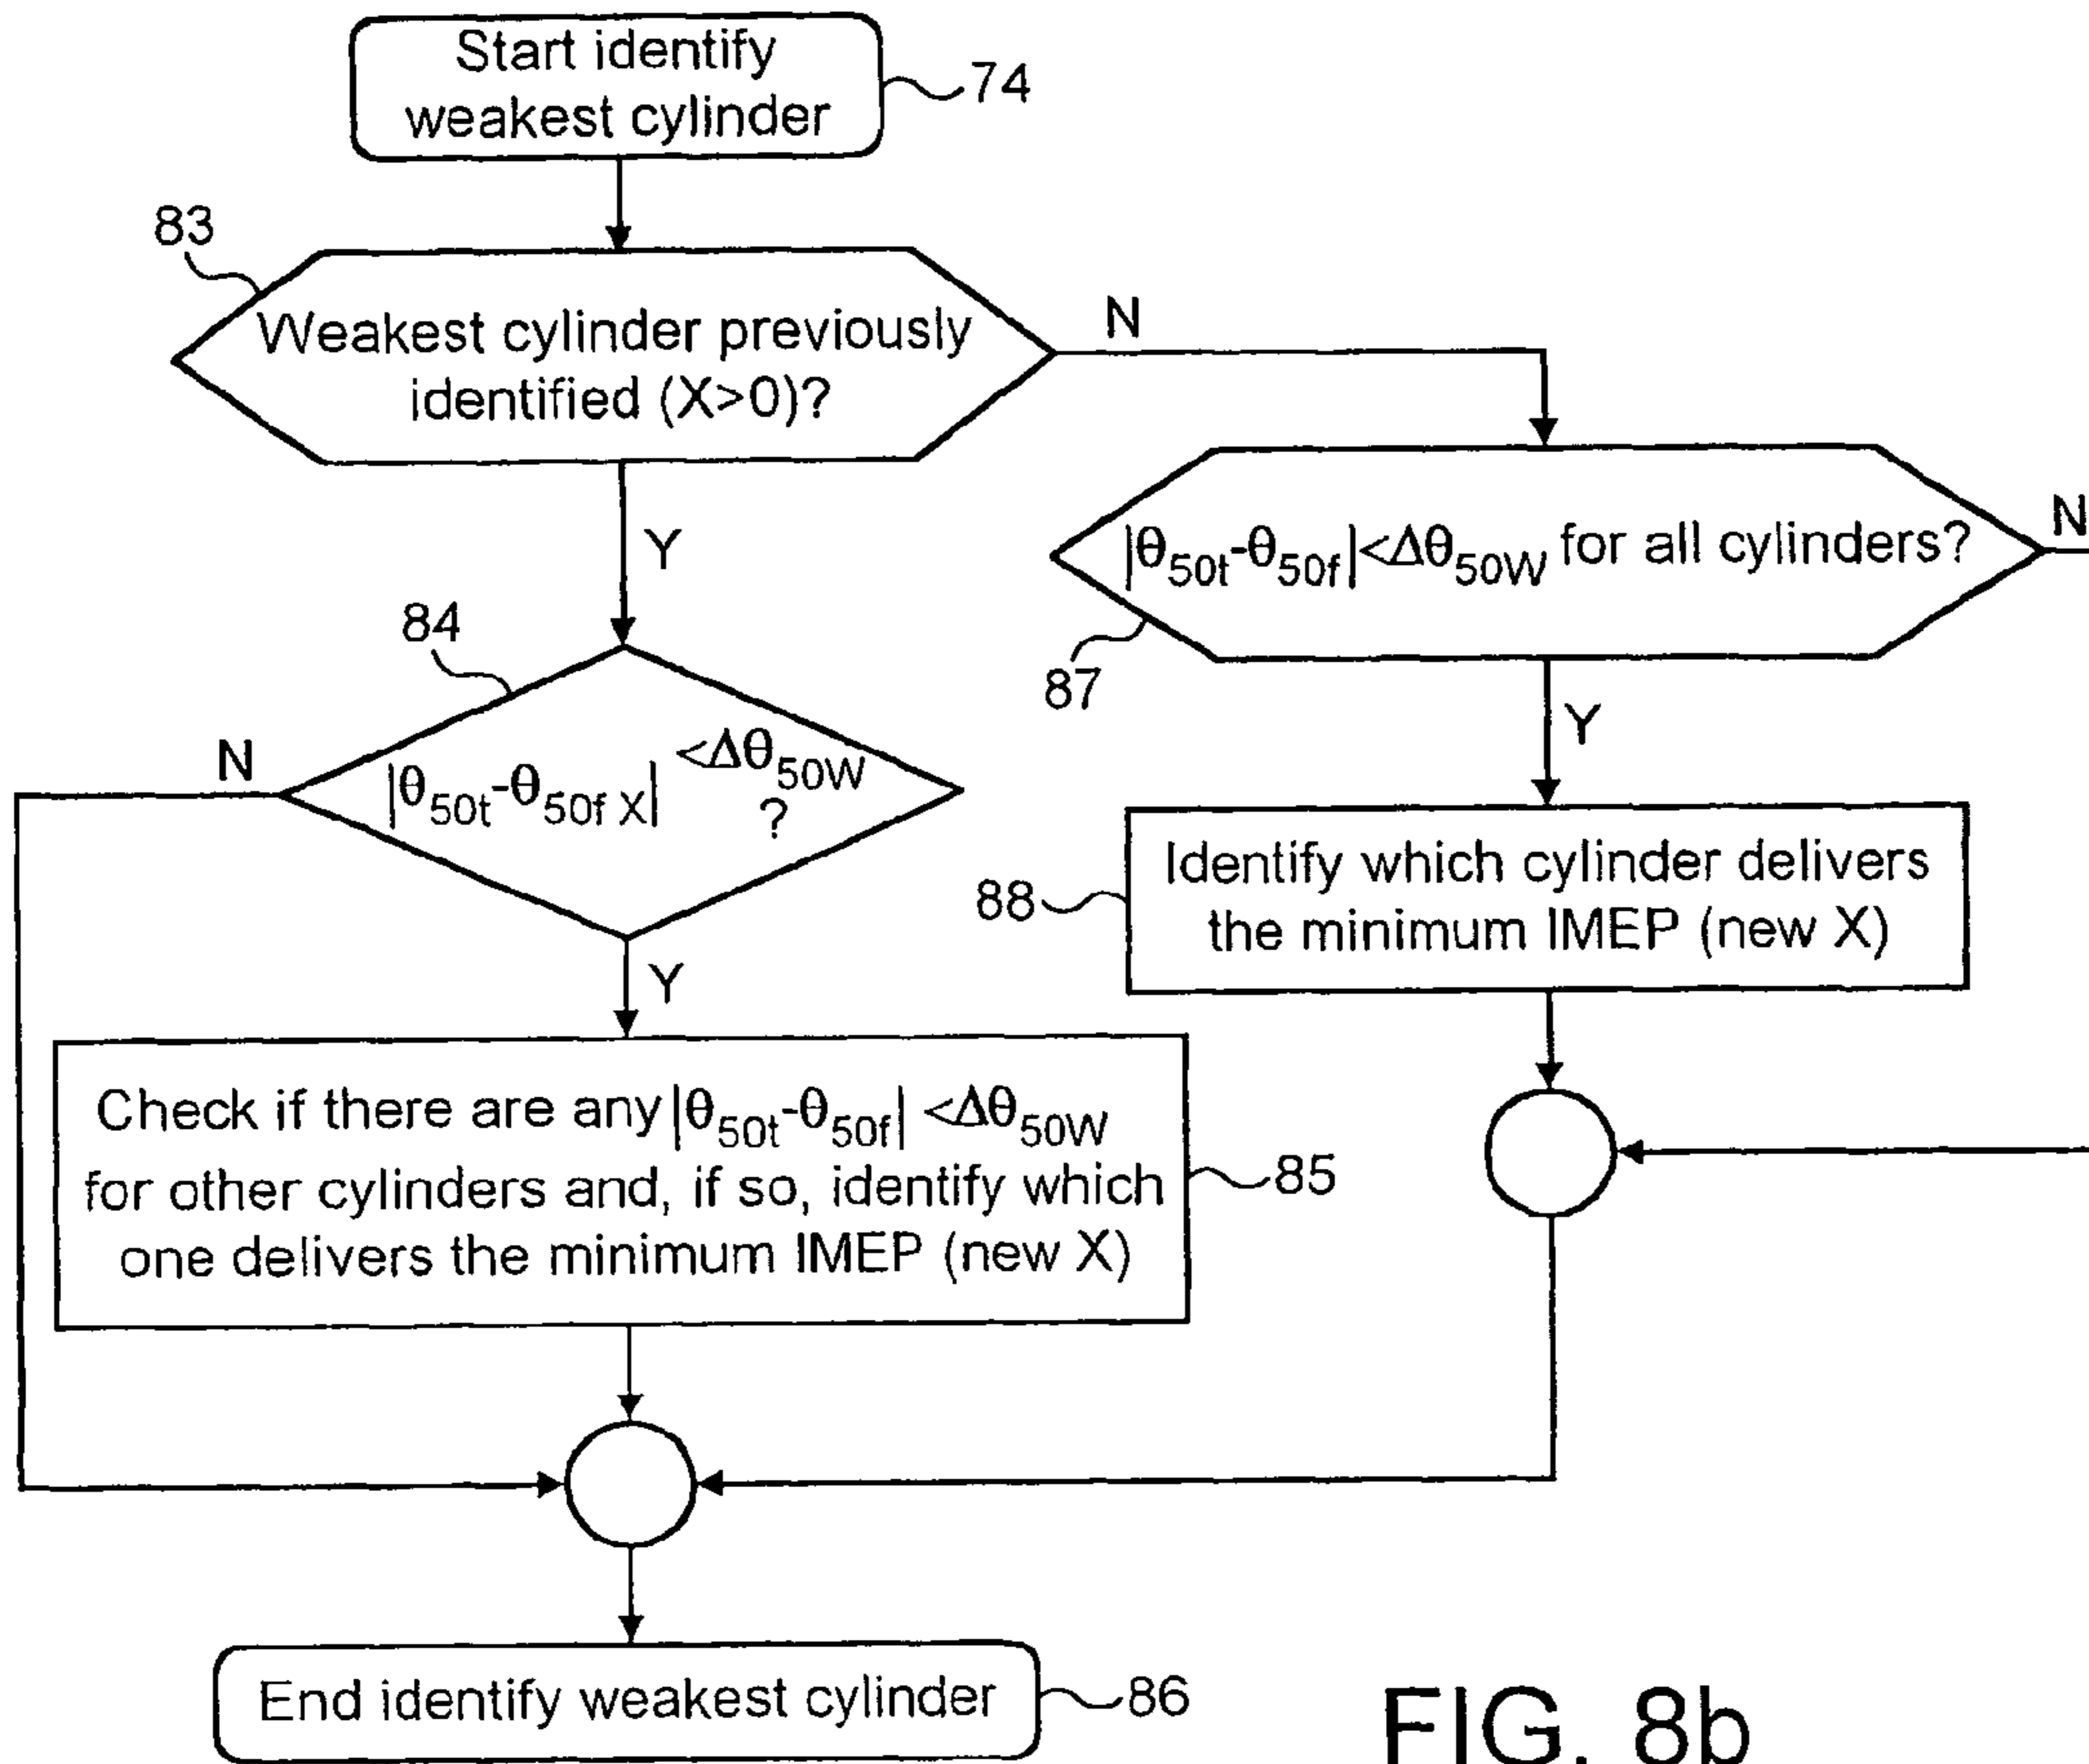 Start identify
weakest cylinder
74
83
Weakest cylinder previously
identified (X>0)?
N
Y
|θ50t-θ50f|<Δθ50W for all cylinders?
N
87
Y
84
N
|θ50t-θ50f X| <Δθ50W
?
Y
Identify which cylinder delivers
the minimum IMEP (new X)
88
Check if there are any |θ50t-θ50f| <Δθ50W
for other cylinders and, if so, identify which
one delivers the minimum IMEP (new X)
85
End identify weakest cylinder
86
FIG. 8b